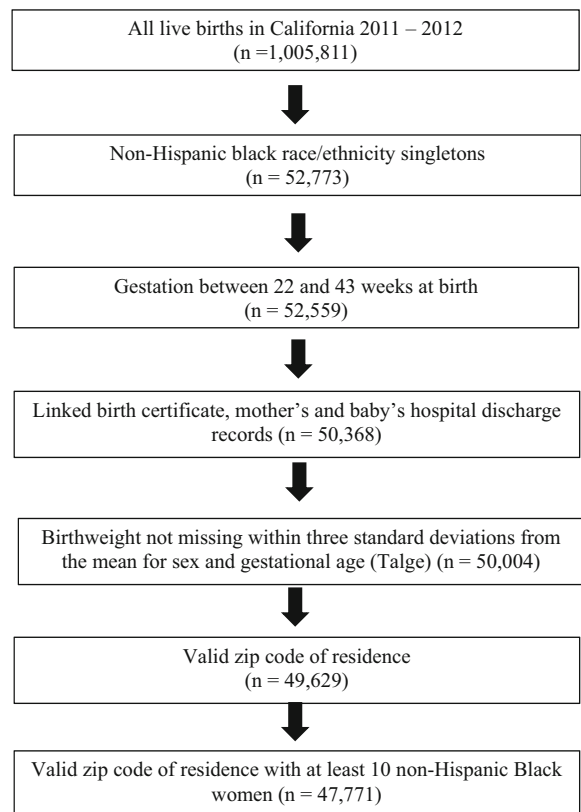 All live births in California 2011 – 2012
(n =1,005,811)
Non-Hispanic black race/ethnicity singletons
(n = 52,773)
Gestation between 22 and 43 weeks at birth
(n = 52,559)
Linked birth certificate, mother's and baby's hospital discharge
records (n = 50,368)
Birthweight not missing within three standard deviations from
the mean for sex and gestational age (Talge) (n = 50,004)
Valid zip code of residence
(n = 49,629)
Valid zip code of residence with at least 10 non-Hispanic Black
women (n = 47,771)